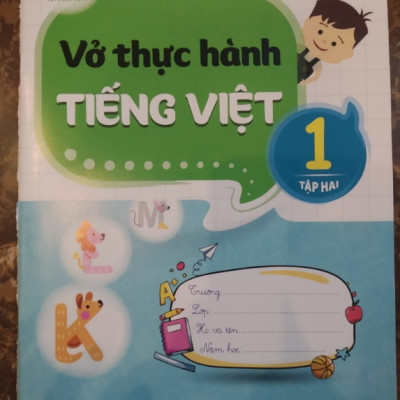 Vở thực hành
TIẾNG VIỆT
1
TẬP HAI
M
A+
K
Trường
Lớp
Họ và tên
Năm học